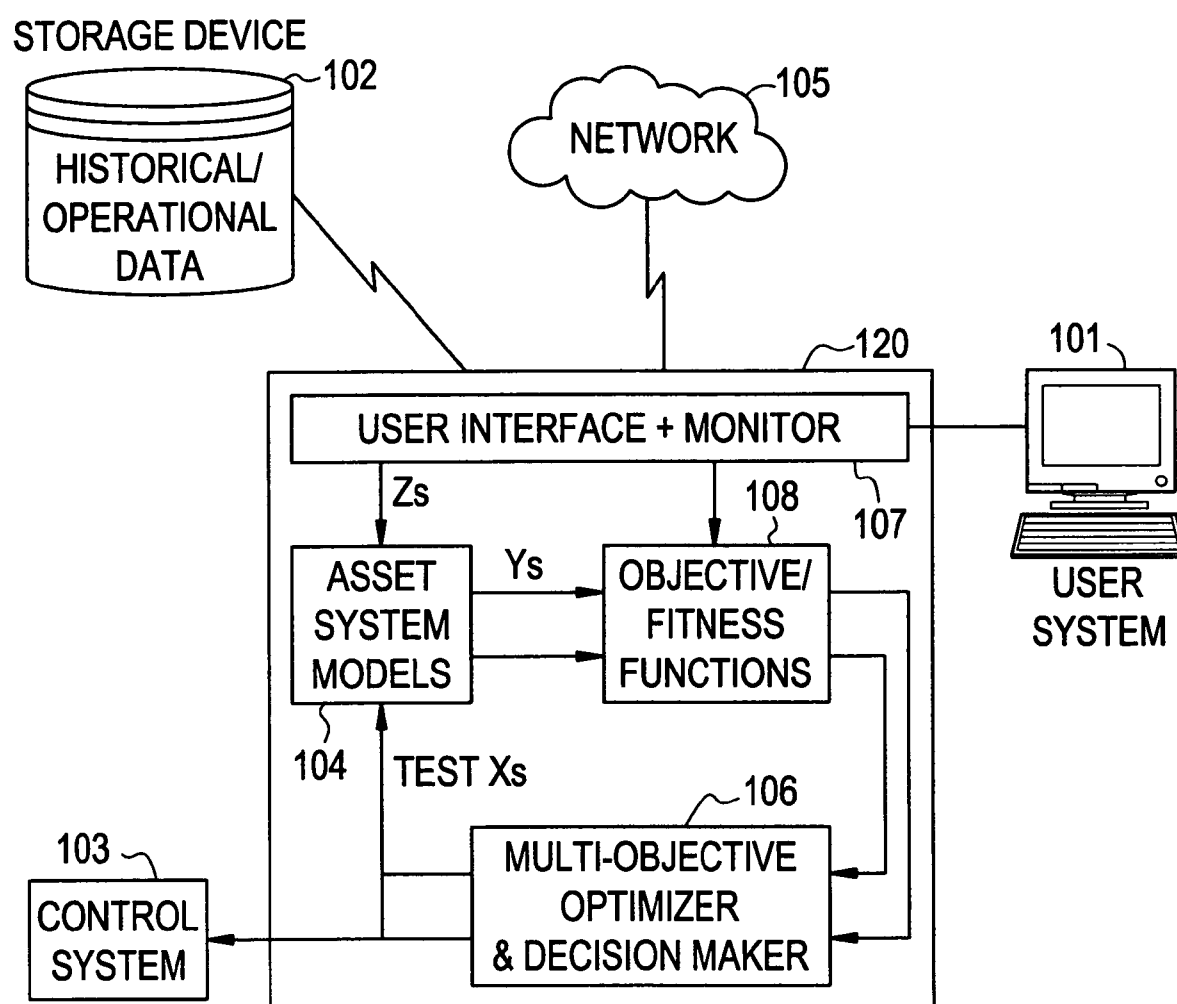 STORAGE DEVICE
102
HISTORICAL/
OPERATIONAL
DATA
105
NETWORK
120
101
USER INTERFACE + MONITOR
107
USER
SYSTEM
Zs
108
ASSET
SYSTEM
MODELS
104
Ys
OBJECTIVE/
FITNESS
FUNCTIONS
TEST Xs
106
MULTI-OBJECTIVE
OPTIMIZER
& DECISION MAKER
103
CONTROL
SYSTEM